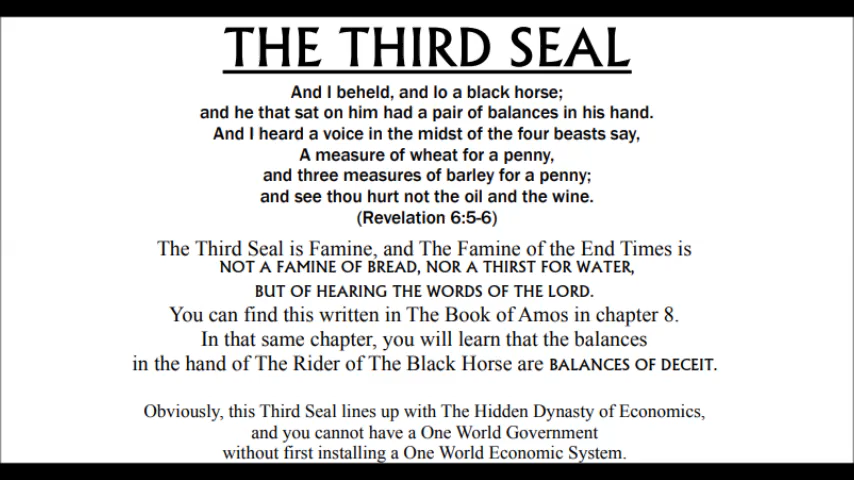 THE THIRD SEAL
And I beheld, and lo a black horse;
and he that sat on him had a pair of balances in his hand.
And I heard a voice in the midst of the four beasts say,
A measure of wheat for a penny,
and three measures of barley for a penny;
and see thou hurt not the oil and the wine.
(Revelation 6:5-6)
The Third Seal is Famine, and The Famine of the End Times is
NOT A FAMINE OF BREAD, NOR A THIRST FOR WATER,
BUT OF HEARING THE WORDS OF THE LORD.
You can find this written in The Book of Amos in chapter 8.
In that same chapter, you will learn that the balances
in the hand of The Rider of The Black Horse are BALANCES OF DECEIT.
Obviously, this Third Seal lines up with The Hidden Dynasty of Economics,
and you cannot have a One World Government
without first installing a One World Economic System.